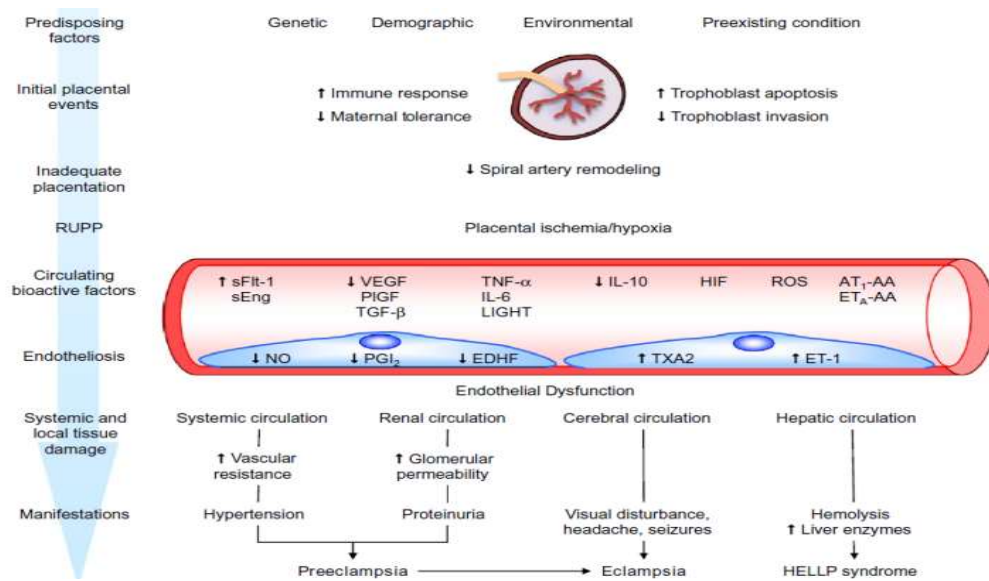 Predisposing factors
Genetic Demographic Environmental Preexisting condition
Initial placental events
↑ Immune response
↓ Maternal tolerance
↑ Trophoblast apoptosis
↓ Trophoblast invasion
Inadequate placentation
↓ Spiral artery remodeling
RUPP
Placental ischemia/hypoxia
Circulating bioactive factors
↑ sFlt-1
sEng
↓ VEGF
PlGF
TGF-β
TNF-α
IL-6
LIGHT
↓ IL-10
HIF
ROS
AT₁-AA
ET_A-AA
Endotheliosis
↓ NO
↓ PGI₂
↓ EDHF
↑ TXA2
↑ ET-1
Endothelial Dysfunction
Systemic and local tissue damage
Systemic circulation
Renal circulation
Cerebral circulation
Hepatic circulation
↑ Vascular resistance
↑ Glomerular permeability
Manifestations
Hypertension
Proteinuria
Visual disturbance, headache, seizures
Hemolysis
↑ Liver enzymes
Preeclampsia
Eclampsia
HELLP syndrome